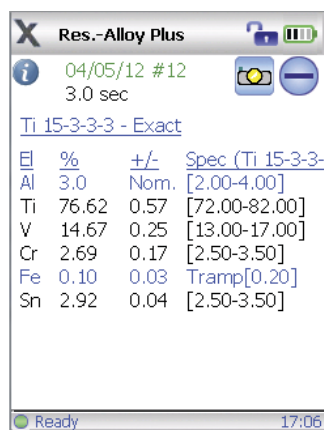 X Res.-Alloy Plus
04/05/12 #12
3.0 sec
Ti 15-3-3-3 - Exact
El % +/- Spec (Ti 15-3-3-
Al 3.0 Nom. [2.00-4.00]
Ti 76.62 0.57 [72.00-82.00]
V 14.67 0.25 [13.00-17.00]
Cr 2.69 0.17 [2.50-3.50]
Fe 0.10 0.03 Tramp[0.20]
Sn 2.92 0.04 [2.50-3.50]
Ready 17:06